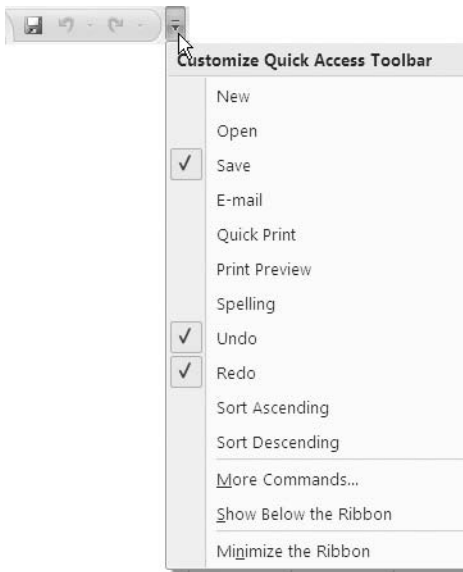 Customize Quick Access Toolbar
New
Open
Save
E-mail
Quick Print
Print Preview
Spelling
Undo
Redo
Sort Ascending
Sort Descending
More Commands...
Show Below the Ribbon
Minimize the Ribbon